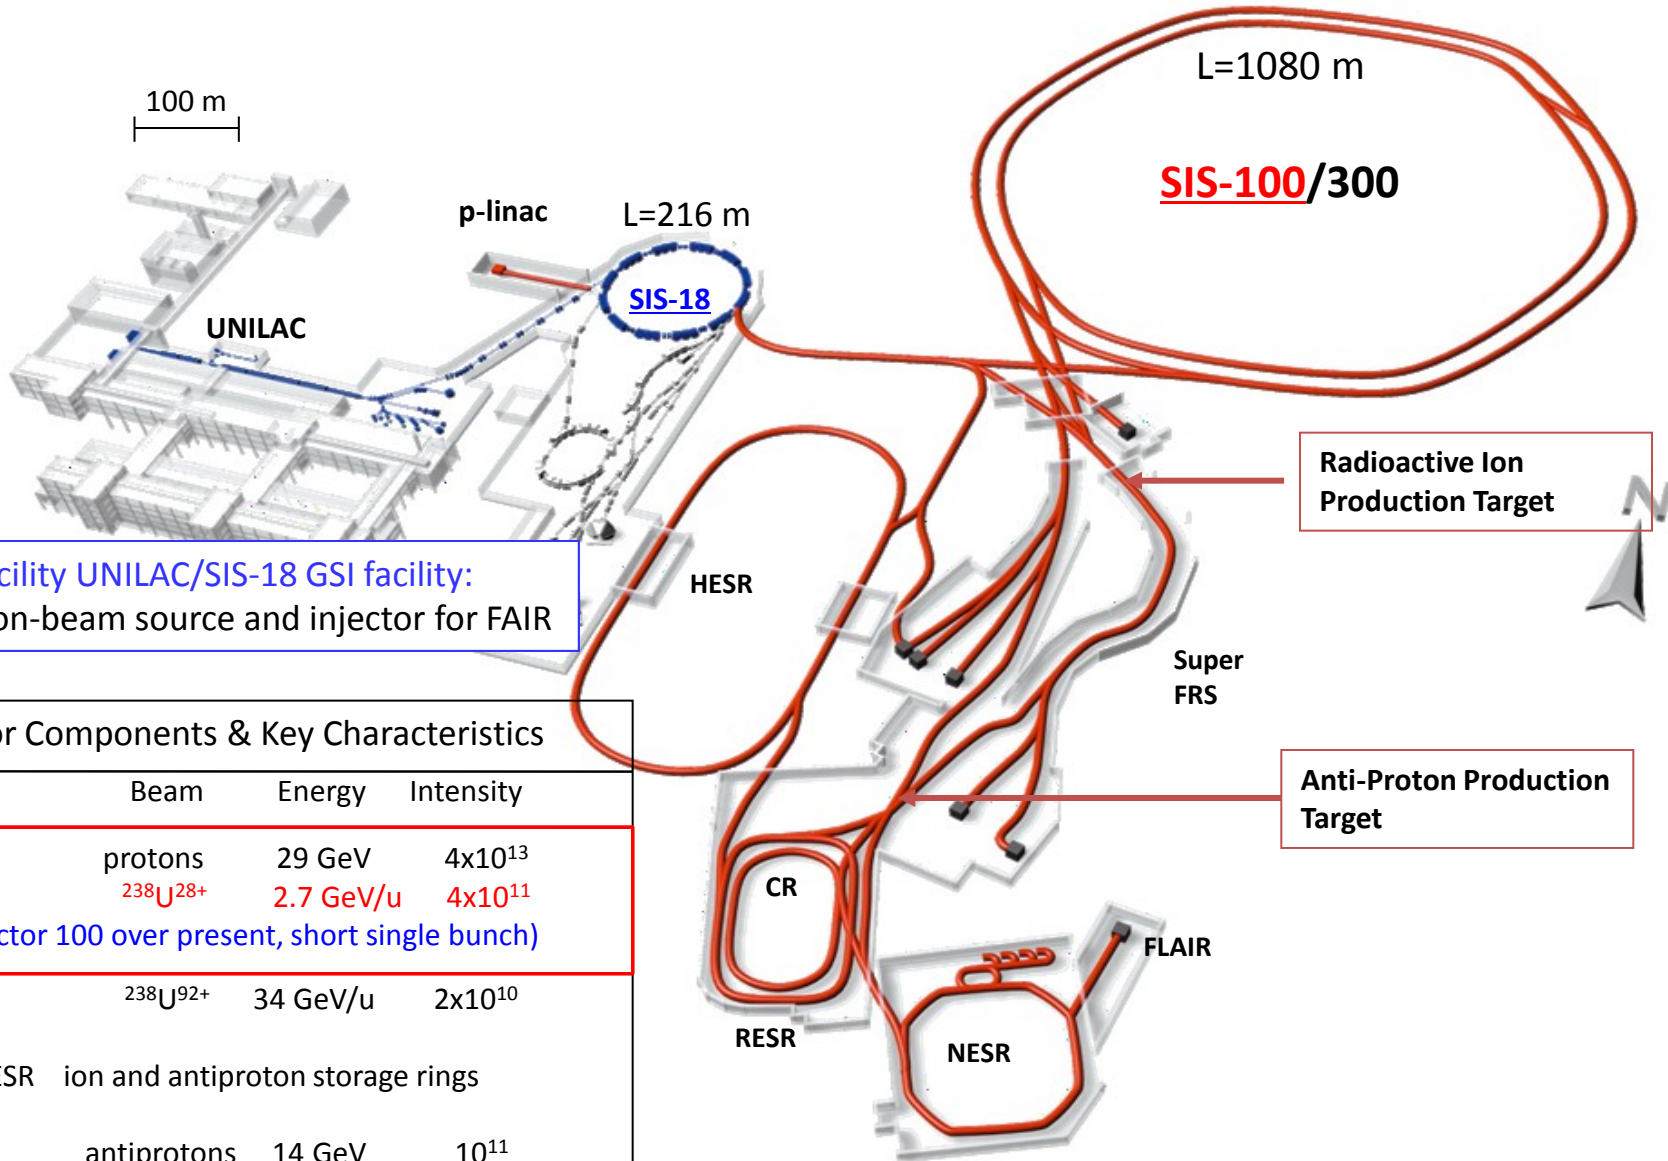 L=1080 m
100 m
SIS-100/300
p-linac
L=216 m
SIS-18
UNILAC
Radioactive Ion
Production Target
N
cility UNILAC/SIS-18 GSI facility:
on-beam source and injector for FAIR
HESR
Super
FRS
or Components & Key Characteristics
Beam Energy Intensity
protons 29 GeV 4x10¹³
²³⁸U²⁸⁺ 2.7 GeV/u 4x10¹¹
ctor 100 over present, short single bunch)
²³⁸U⁹²⁺ 34 GeV/u 2x10¹⁰
ESR ion and antiproton storage rings
antiprotons 14 GeV 10¹¹
Anti-Proton Production
Target
CR
FLAIR
RESR
NESR